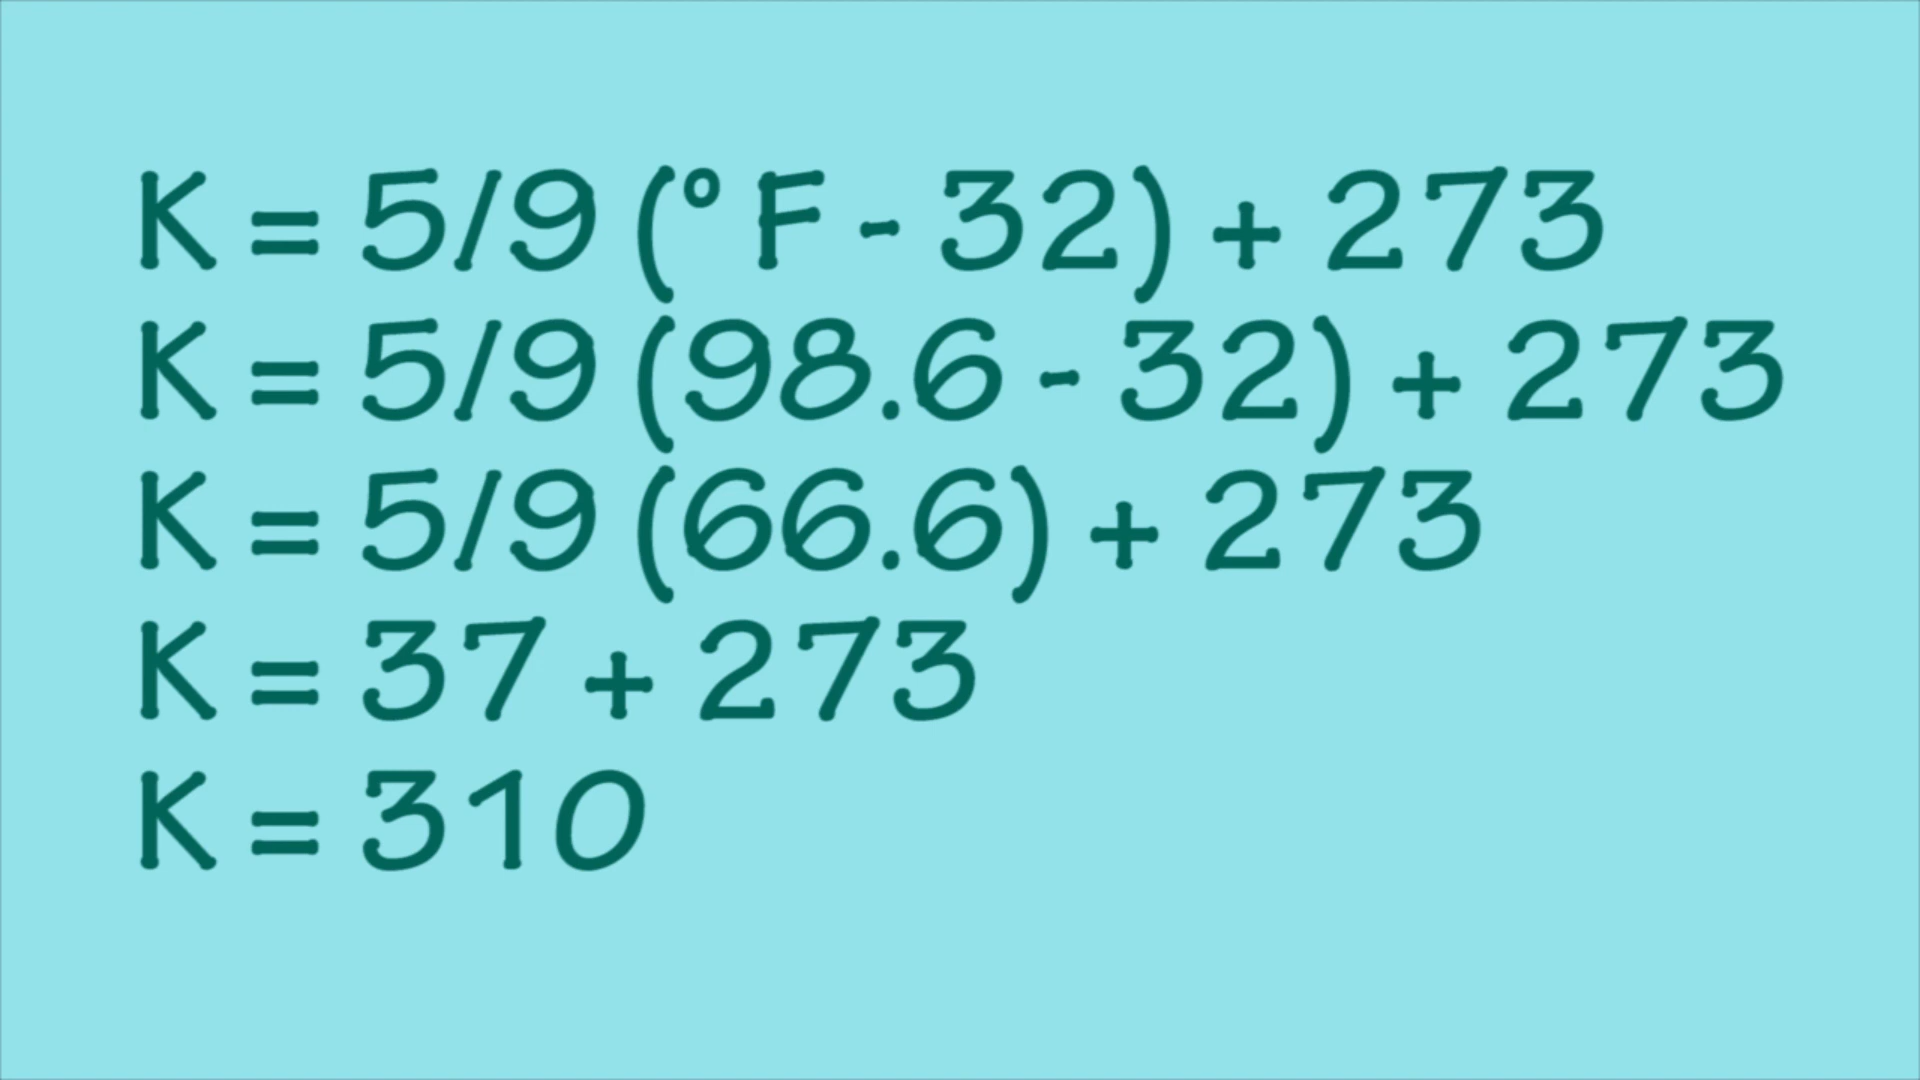 K = 5/9 (° F - 32) + 273
K = 5/9 (98.6 - 32) + 273
K = 5/9 (66.6) + 273
K = 37 + 273
K = 310